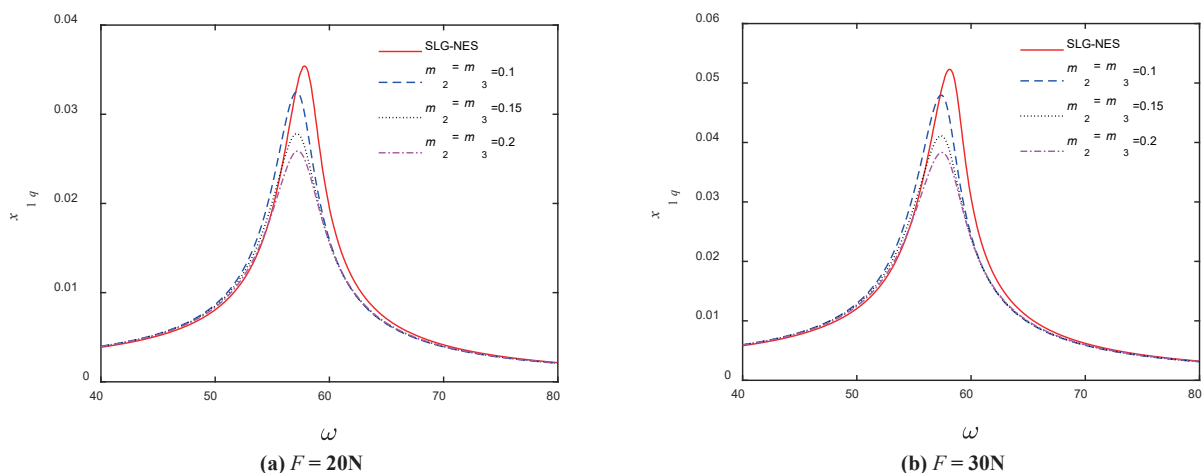 0.04
0.03
0.02
0.01
0
40 50 60 70 80
x 1 q
ω
SLG-NES
m 2 = m 3 =0.1
m 2 = m 3 =0.15
m 2 = m 3 =0.2
(a) F = 20N
0.06
0.05
0.04
0.03
0.02
0.01
0
40 50 60 70 80
x 1 q
ω
SLG-NES
m 2 = m 3 =0.1
m 2 = m 3 =0.15
m 2 = m 3 =0.2
(b) F = 30N